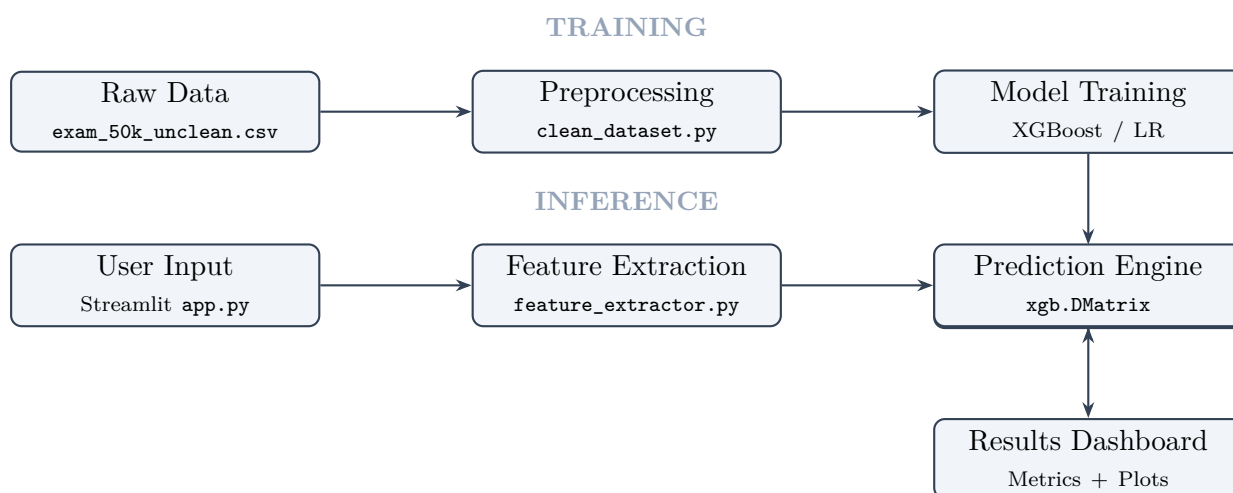 TRAINING
Raw Data
exam_50k_unclean.csv
Preprocessing
clean_dataset.py
Model Training
XGBoost / LR
INFERENCE
User Input
Streamlit app.py
Feature Extraction
feature_extractor.py
Prediction Engine
xgb.DMatrix
Results Dashboard
Metrics + Plots